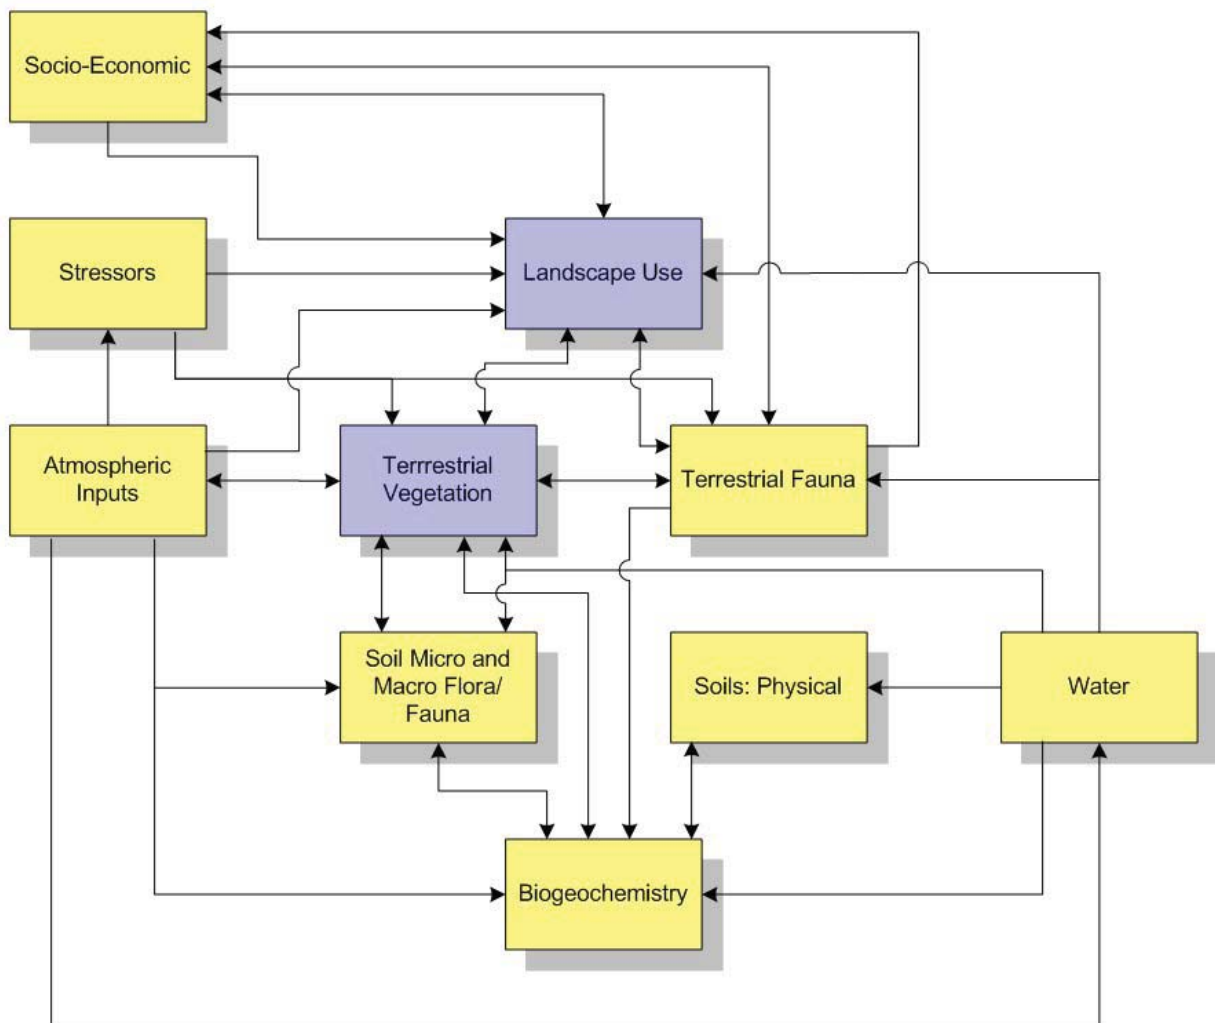 Socio-Economic
Stressors
Landscape Use
Atmospheric
Inputs
Terrrestrial
Vegetation
Terrestrial Fauna
Soil Micro and
Macro Flora/
Fauna
Soils: Physical
Water
Biogeochemistry